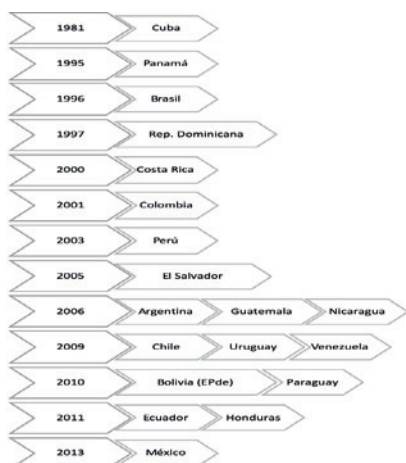 1981 Cuba
1995 Panamá
1996 Brasil
1997 Rep. Dominicana
2000 Costa Rica
2001 Colombia
2003 Perú
2005 El Salvador
2006 Argentina Guatemala Nicaragua
2009 Chile Uruguay Venezuela
2010 Bolivia (EPde) Paraguay
2011 Ecuador Honduras
2013 México